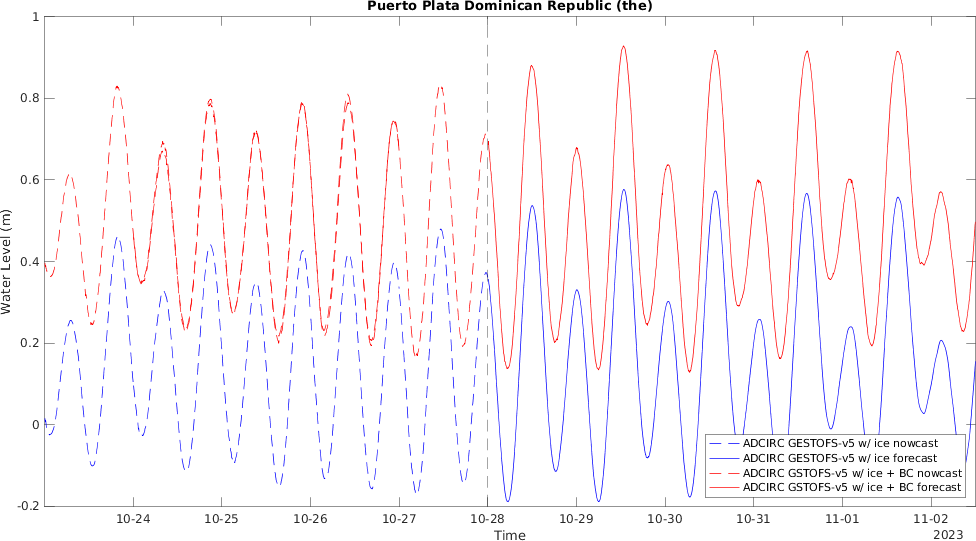 Puerto Plata Dominican Republic (the)
1
0.8
0.6
0.4
0.2
0
-0.2
Water Level (m)
ADCIRC GESTOFS-v5 w/ ice nowcast
ADCIRC GESTOFS-v5 w/ ice forecast
ADCIRC GSTOFS-v5 w/ ice + BC nowcast
ADCIRC GSTOFS-v5 w/ ice + BC forecast
10-24 10-25 10-26 10-27 10-28 10-29 10-30 10-31 11-01 11-02
Time
2023